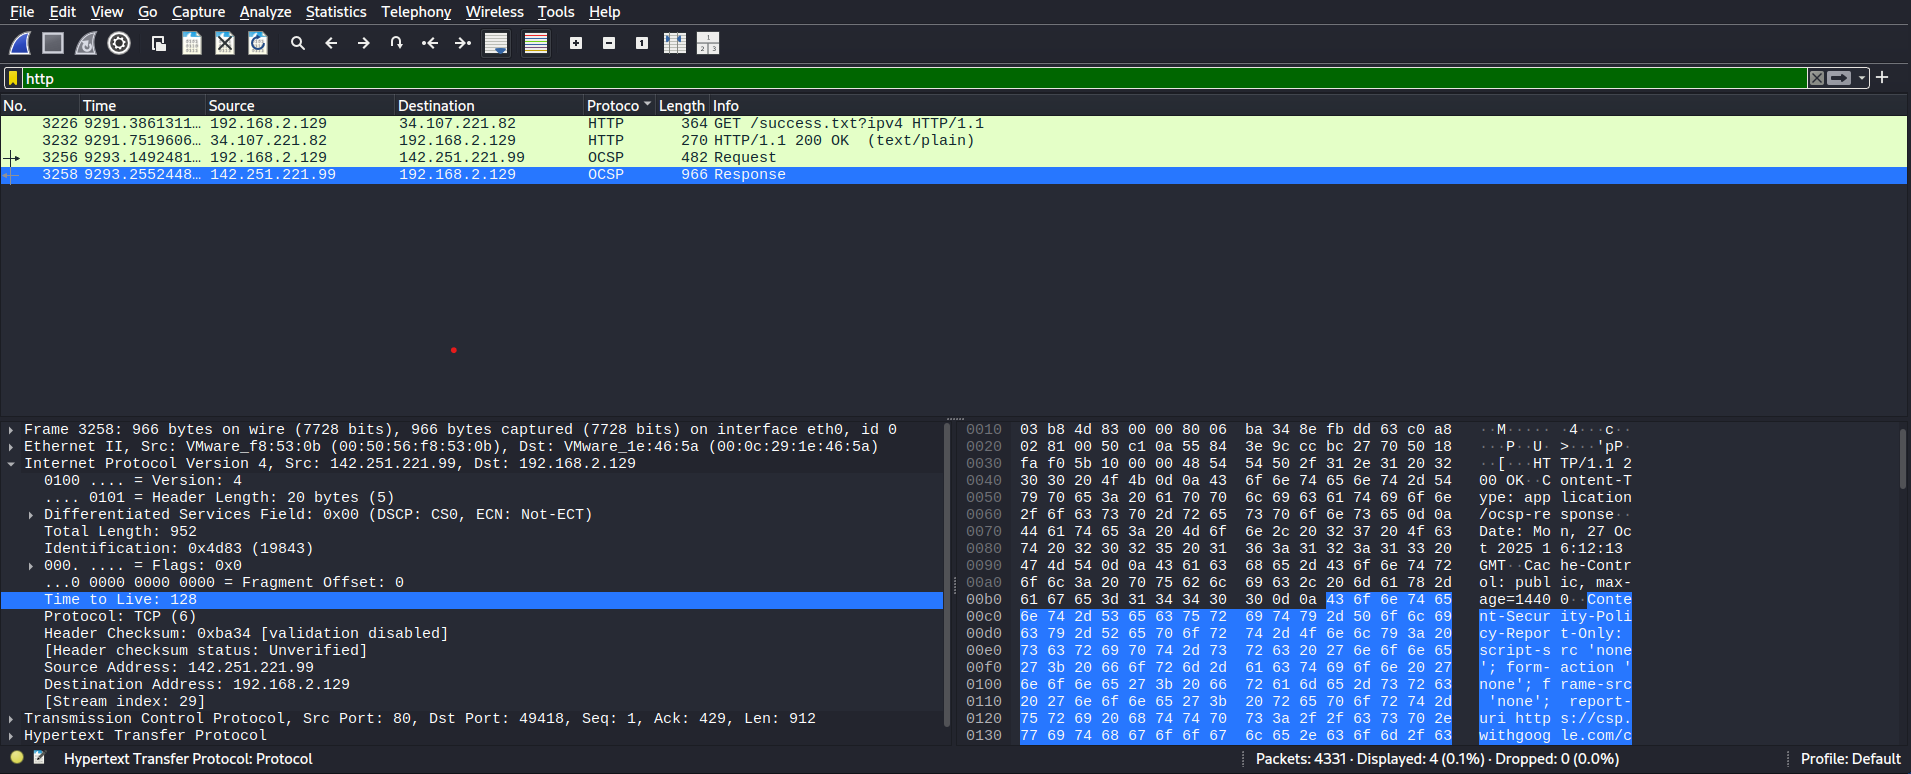 File Edit View Go Capture Analyze Statistics Telephony Wireless Tools Help
http
No. Time Source Destination Protoco Length Info
3226 9291.3861311… 192.168.2.129 34.107.221.82 HTTP 364 GET /success.txt?ipv4 HTTP/1.1
3232 9291.7519606… 34.107.221.82 192.168.2.129 HTTP 270 HTTP/1.1 200 OK  (text/plain)
3256 9293.1492481… 192.168.2.129 142.251.221.99 OCSP 482 Request
3258 9293.2552448… 142.251.221.99 192.168.2.129 OCSP 966 Response
Frame 3258: 966 bytes on wire (7728 bits), 966 bytes captured (7728 bits) on interface eth0, id 0
Ethernet II, Src: VMware_f8:53:0b (00:50:56:f8:53:0b), Dst: VMware_1e:46:5a (00:0c:29:1e:46:5a)
Internet Protocol Version 4, Src: 142.251.221.99, Dst: 192.168.2.129
0100 .... = Version: 4
.... 0101 = Header Length: 20 bytes (5)
Differentiated Services Field: 0x00 (DSCP: CS0, ECN: Not-ECT)
Total Length: 952
Identification: 0x4d83 (19843)
000. .... = Flags: 0x0
...0 0000 0000 0000 = Fragment Offset: 0
Time to Live: 128
Protocol: TCP (6)
Header Checksum: 0xba34 [validation disabled]
[Header checksum status: Unverified]
Source Address: 142.251.221.99
Destination Address: 192.168.2.129
[Stream index: 29]
Transmission Control Protocol, Src Port: 80, Dst Port: 49418, Seq: 1, Ack: 429, Len: 912
Hypertext Transfer Protocol
0010 03 b8 4d 83 00 00 80 06 ba 34 8e fb dd 63 c0 a8 ··M····· ·4···c··
0020 02 81 00 50 c1 0a 55 84 3e 9c cc bc 27 70 50 18 ···P··U· >···'pP·
0030 fa f0 5b 10 00 00 48 54 54 50 2f 31 2e 31 20 32 ··[···HT TP/1.1 2
0040 30 30 20 4f 4b 0d 0a 43 6f 6e 74 65 6e 74 2d 54 00 OK··C ontent-T
0050 79 70 65 3a 20 61 70 70 6c 69 63 61 74 69 6f 6e ype: app lication
0060 2f 6f 63 73 70 2d 72 65 73 70 6f 6e 73 65 0d 0a /ocsp-re sponse··
0070 44 61 74 65 3a 20 4d 6f 6e 2c 20 32 37 20 4f 63 Date: Mo n, 27 Oc
0080 74 20 32 30 32 35 20 31 36 3a 31 32 3a 31 33 20 t 2025 1 6:12:13
0090 47 4d 54 0d 0a 43 61 63 68 65 2d 43 6f 6e 74 72 GMT··Cac he-Contr
00a0 6f 6c 3a 20 70 75 62 6c 69 63 2c 20 6d 61 78 2d ol: publ ic, max-
00b0 61 67 65 3d 31 34 34 30 30 0d 0a 43 6f 6e 74 65 age=1440 0··Conte
00c0 6e 74 2d 53 65 63 75 72 69 74 79 2d 50 6f 6c 69 nt-Secur ity-Poli
00d0 63 79 2d 52 65 70 6f 72 74 2d 4f 6e 6c 79 3a 20 cy-Repor t-Only:
00e0 73 63 72 69 70 74 2d 73 72 63 20 27 6e 6f 6e 65 script-s rc 'none
00f0 27 3b 20 66 6f 72 6d 2d 61 63 74 69 6f 6e 20 27 '; form- action '
0100 6e 6f 6e 65 27 3b 20 66 72 61 6d 65 2d 73 72 63 none'; f rame-src
0110 20 27 6e 6f 6e 65 27 3b 20 72 65 70 6f 72 74 2d 'none'; report-
0120 75 72 69 20 68 74 74 70 73 3a 2f 2f 63 73 70 2e uri http s://csp.
0130 77 69 74 68 67 6f 6f 67 6c 65 2e 63 6f 6d 2f 63 withgoog le.com/c
Hypertext Transfer Protocol: Protocol
Packets: 4331 · Displayed: 4 (0.1%) · Dropped: 0 (0.0%)
Profile: Default